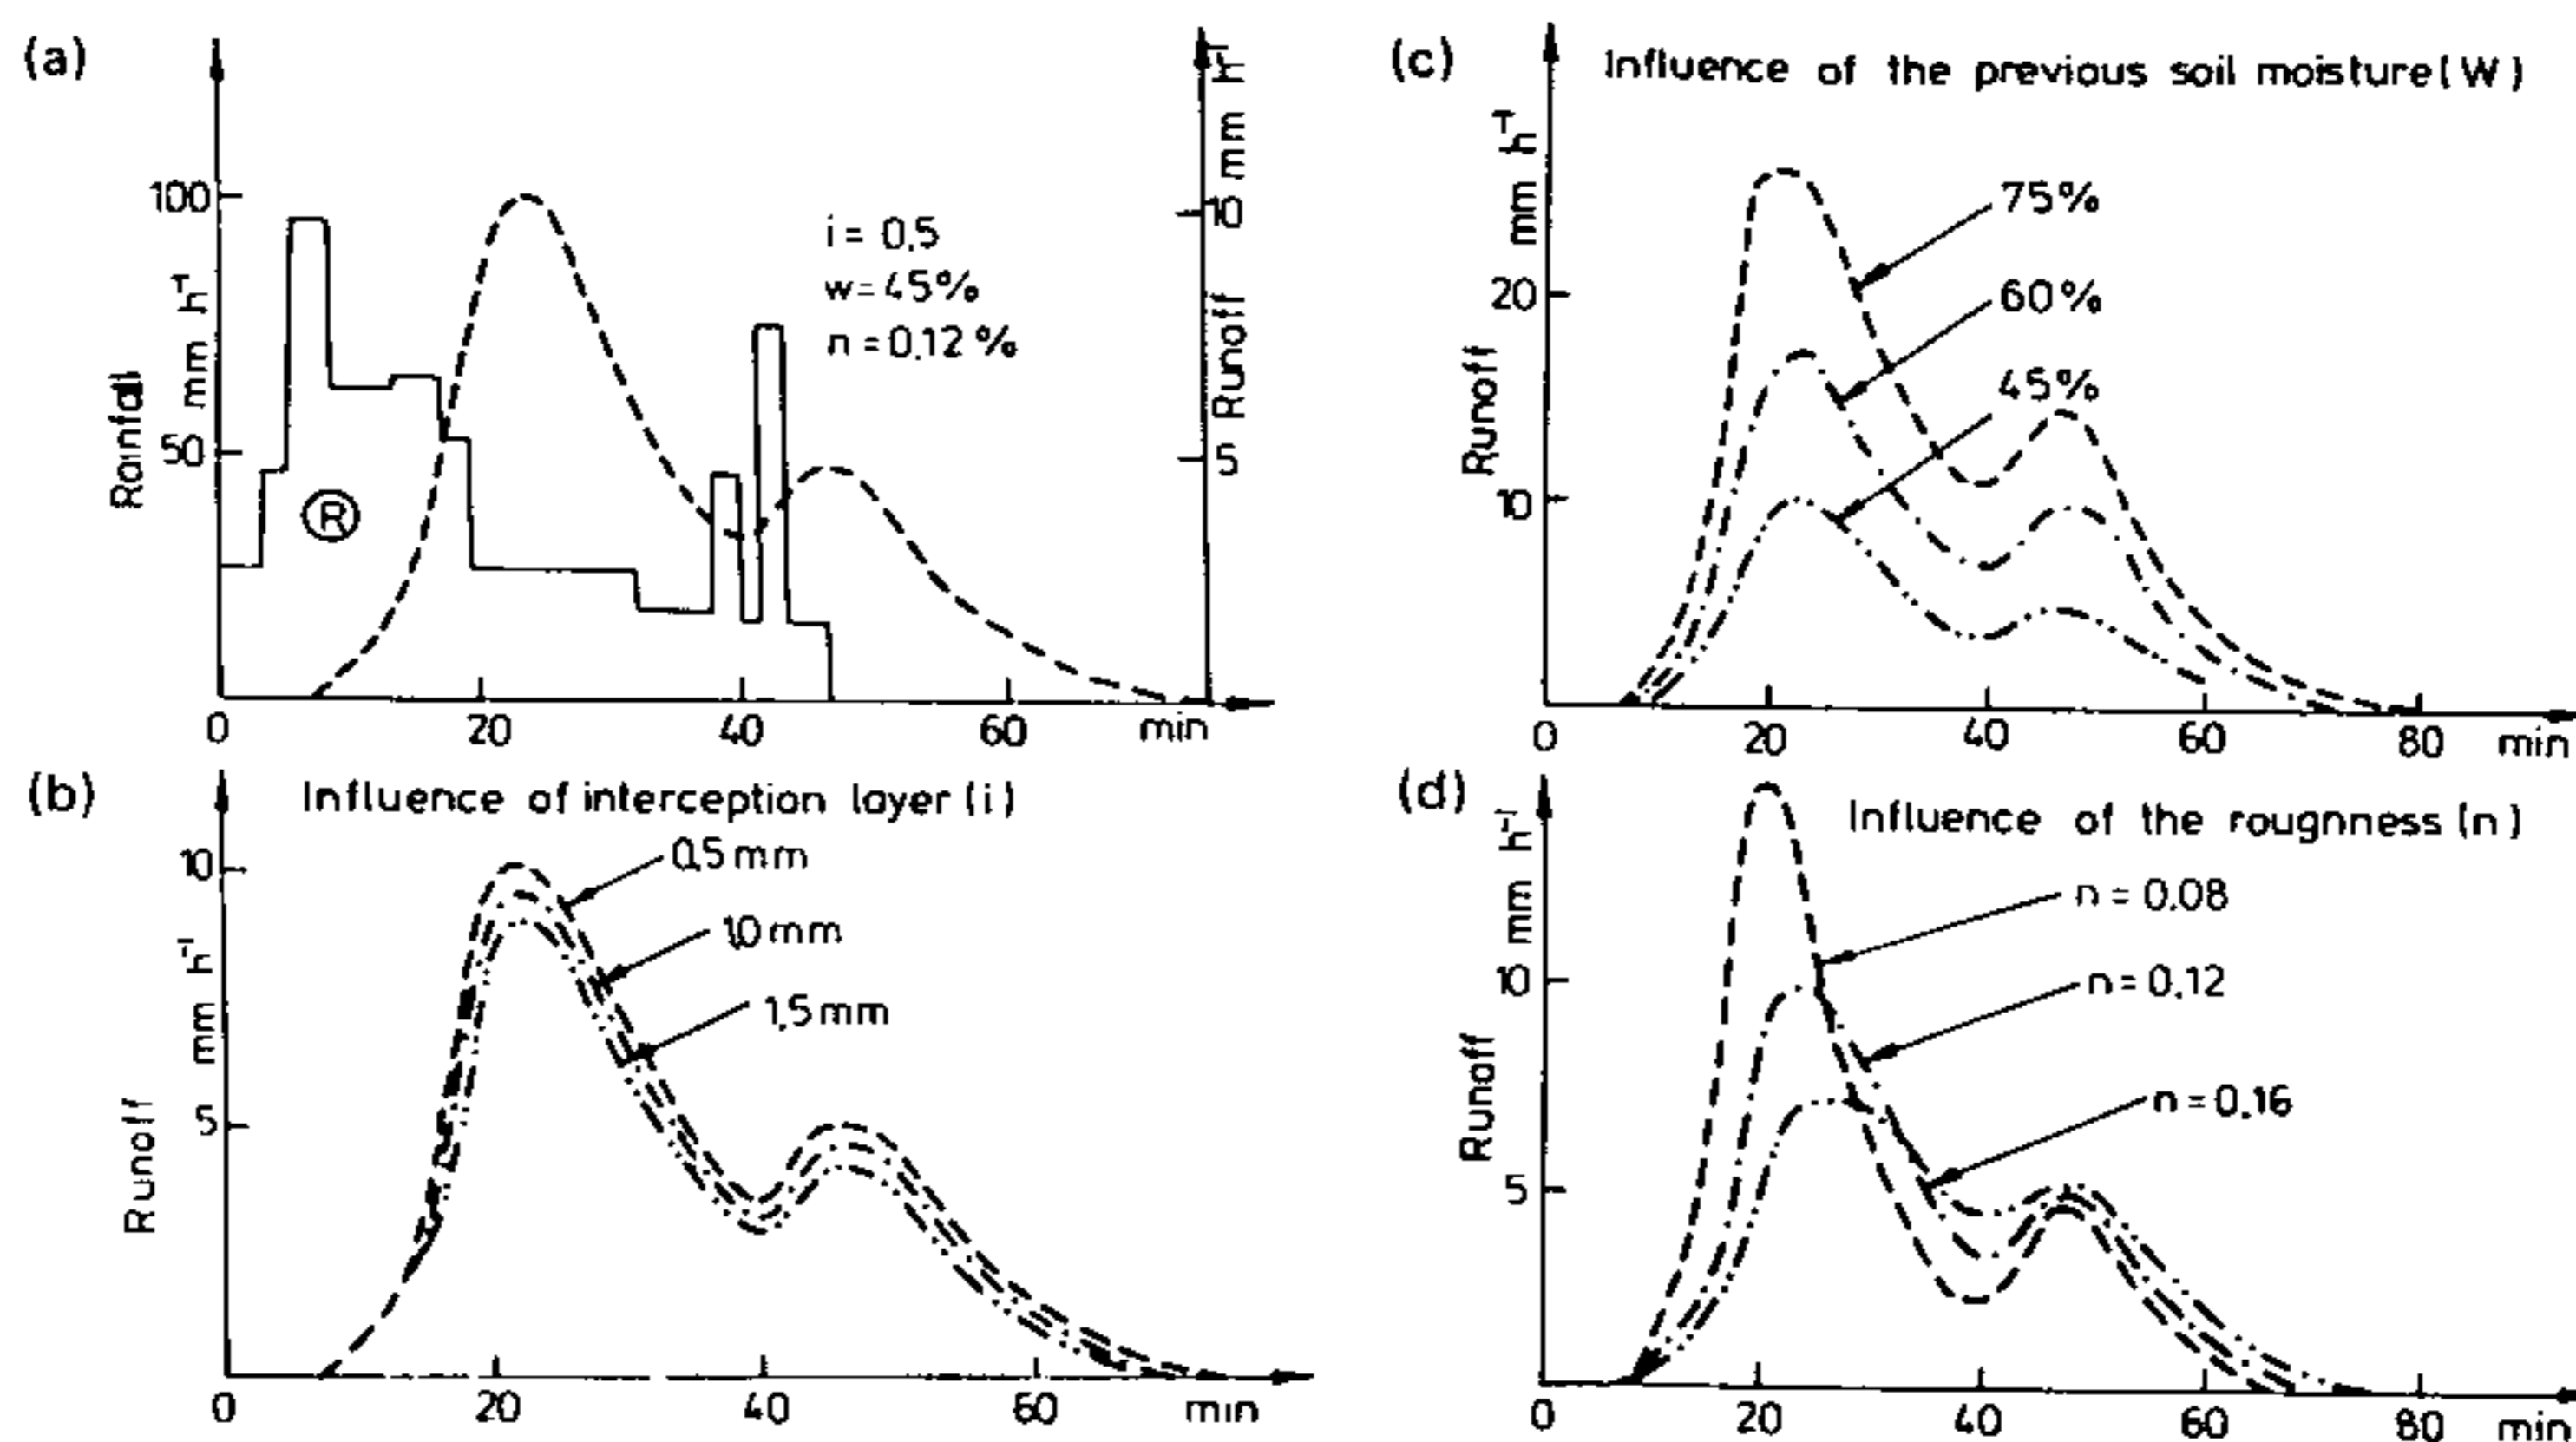 (a)
Rainfall mm h⁻¹
100
50
Ⓡ
i = 0.5
w = 45%
n = 0.12 %
Runoff mm h⁻¹
10
5
0 20 40 60 min
(b)
Influence of interception layer (i)
Runoff mm h⁻¹
10
5
0.5 mm
1.0 mm
1.5 mm
0 20 40 60 min
(c)
Influence of the previous soil moisture (W)
Runoff mm h⁻¹
20
10
75%
60%
45%
0 20 40 60 80 min
(d)
Influence of the rougnness (n)
Runoff mm h⁻¹
10
5
n = 0.08
n = 0.12
n = 0.16
0 20 40 60 80 min